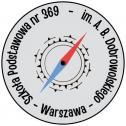 Szkoła Podstawowa nr 369 - im. A. B. Dobrowolskiego - Warszawa -